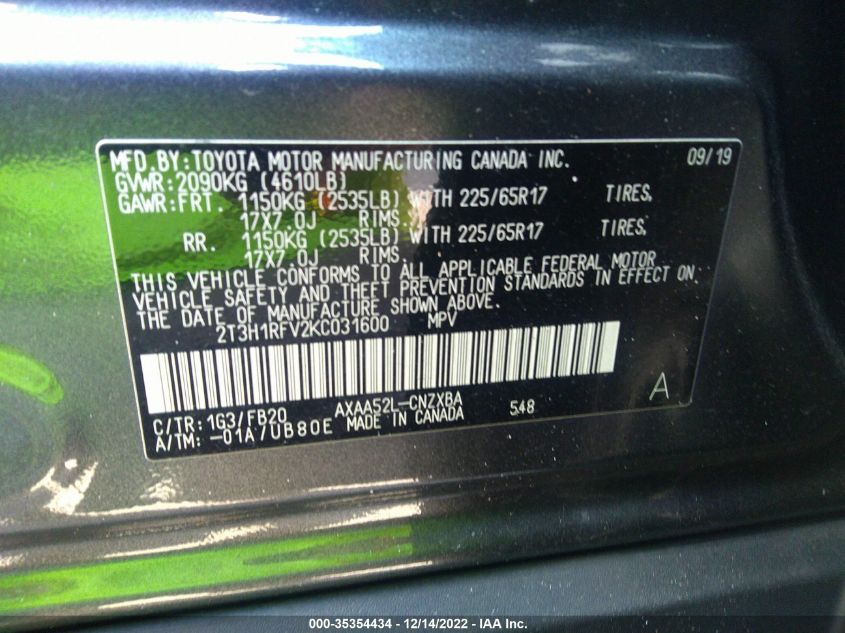 MFD. BY: TOYOTA MOTOR MANUFACTURING CANADA INC. 09/19
GVWR: 2090KG (4610LB)
GAWR: FRT. 1150KG (2535LB) WITH 225/65R17 TIRES,
17X7.0J RIMS.
RR. 1150KG (2535LB) WITH 225/65R17 TIRES,
17X7.0J RIMS.
THIS VEHICLE CONFORMS TO ALL APPLICABLE FEDERAL MOTOR
VEHICLE SAFETY AND THEFT PREVENTION STANDARDS IN EFFECT ON
THE DATE OF MANUFACTURE SHOWN ABOVE.
2T3H1RFV2KC031600 MPV
A
C/TR: 1G3/FB20 AXAA52L-CNZXBA 548
A/TM: -01A/UB80E MADE IN CANADA
000-35354434 - 12/14/2022 - IAA Inc.